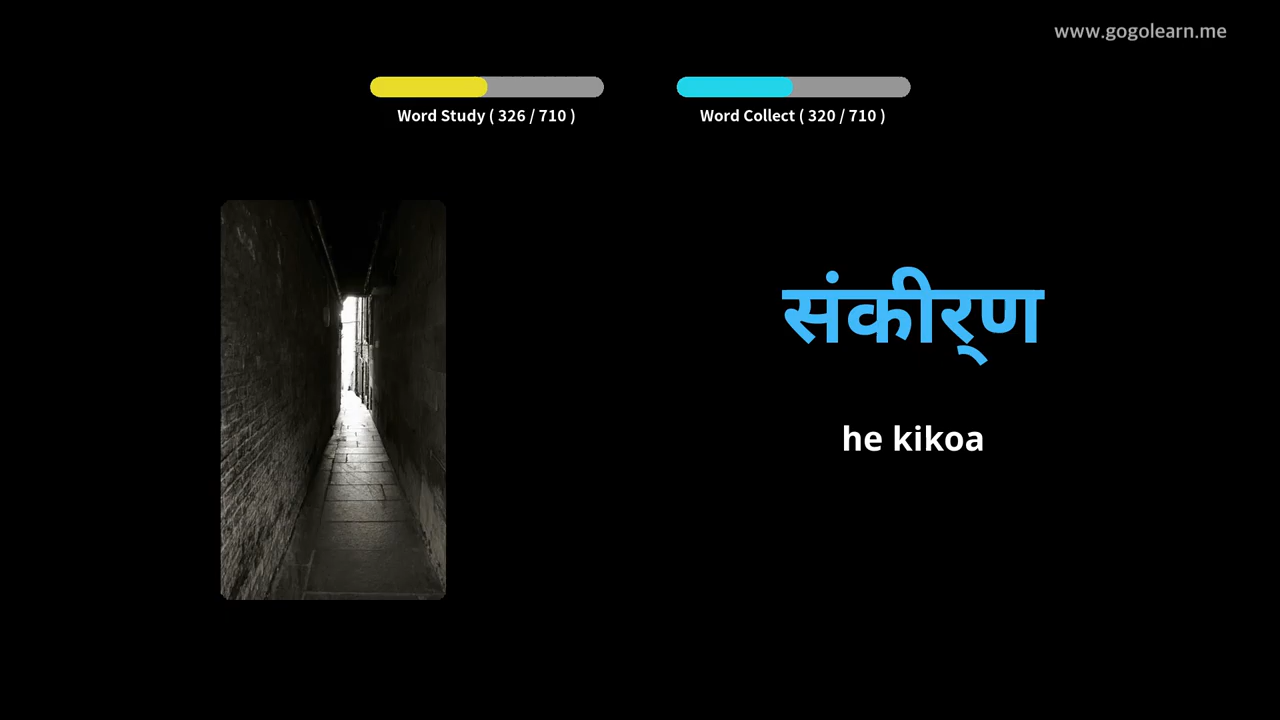 www.gogolearn.me
Word Study ( 326 / 710 )
Word Collect ( 320 / 710 )
संकीर्‌ण
he kikoa